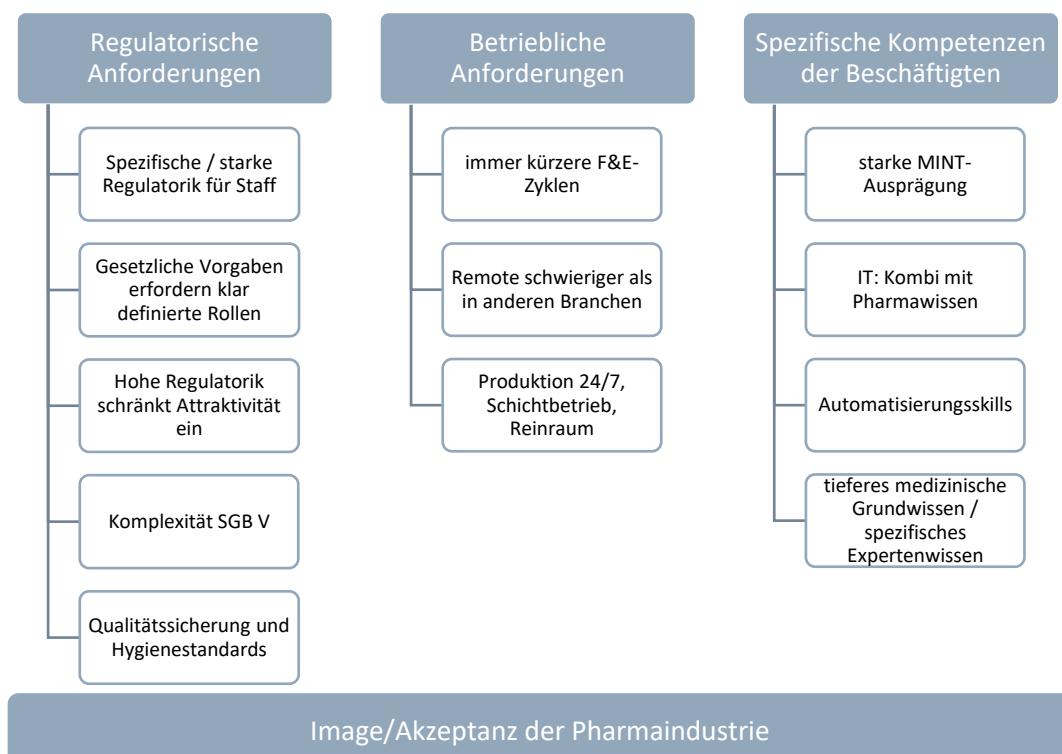 Regulatorische
Anforderungen
Spezifische / starke
Regulatorik für Staff
Gesetzliche Vorgaben
erfordern klar
definierte Rollen
Hohe Regulatorik
schränkt Attraktivität
ein
Komplexität SGB V
Qualitätssicherung und
Hygienestandards
Betriebliche
Anforderungen
immer kürzere F&E-
Zyklen
Remote schwieriger als
in anderen Branchen
Produktion 24/7,
Schichtbetrieb,
Reinraum
Spezifische Kompetenzen
der Beschäftigten
starke MINT-
Ausprägung
IT: Kombi mit
Pharmawissen
Automatisierungsskills
tieferes medizinische
Grundwissen /
spezifisches
Expertenwissen
Image/Akzeptanz der Pharmaindustrie